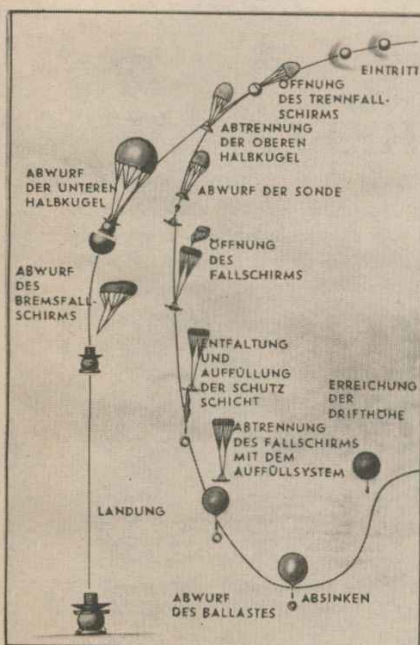 EINTRITT
ÖFFNUNG
DES TRENNFALL-
SCHIRMS
ABTRENNUNG
DER OBEREN
HALBKUGEL
ABWURF
DER UNTEREN
HALBKUGEL
ABWURF DER SONDE
ÖFFNUNG
DES
FALLSCHIRMS
ABWURF
DES
BREMSFALL-
SCHIRMS
ENTFALTUNG
UND
AUFFÜLLUNG
DER SCHUTZ
SCHICHT
ERREICHUNG
DER
DRIFTHÖHE
ABTRENNUNG
DES FALLSCHIRMS
MIT DEM
AUFFÜLLSYSTEM
LANDUNG
ABWURF
DES BALLASTES
ABSINKEN